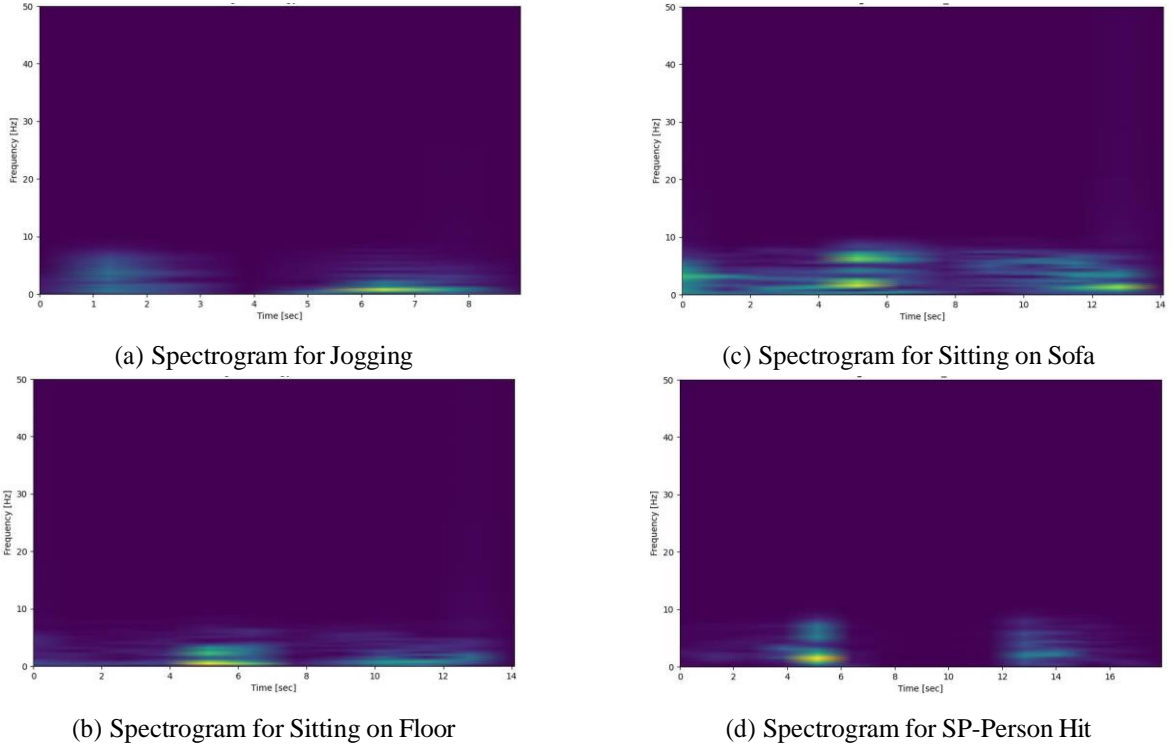 50
40
30
20
10
0
Frequency [Hz]
0 1 2 3 4 5 6 7 8
Time [sec]
(a) Spectrogram for Jogging
50
40
30
20
10
0
Frequency [Hz]
0 2 4 6 8 10 12 14
Time [sec]
(c) Spectrogram for Sitting on Sofa
50
40
30
20
10
0
Frequency [Hz]
0 2 4 6 8 10 12 14
Time [sec]
(b) Spectrogram for Sitting on Floor
50
40
30
20
10
0
Frequency [Hz]
0 2 4 6 8 10 12 14 16
Time [sec]
(d) Spectrogram for SP-Person Hit